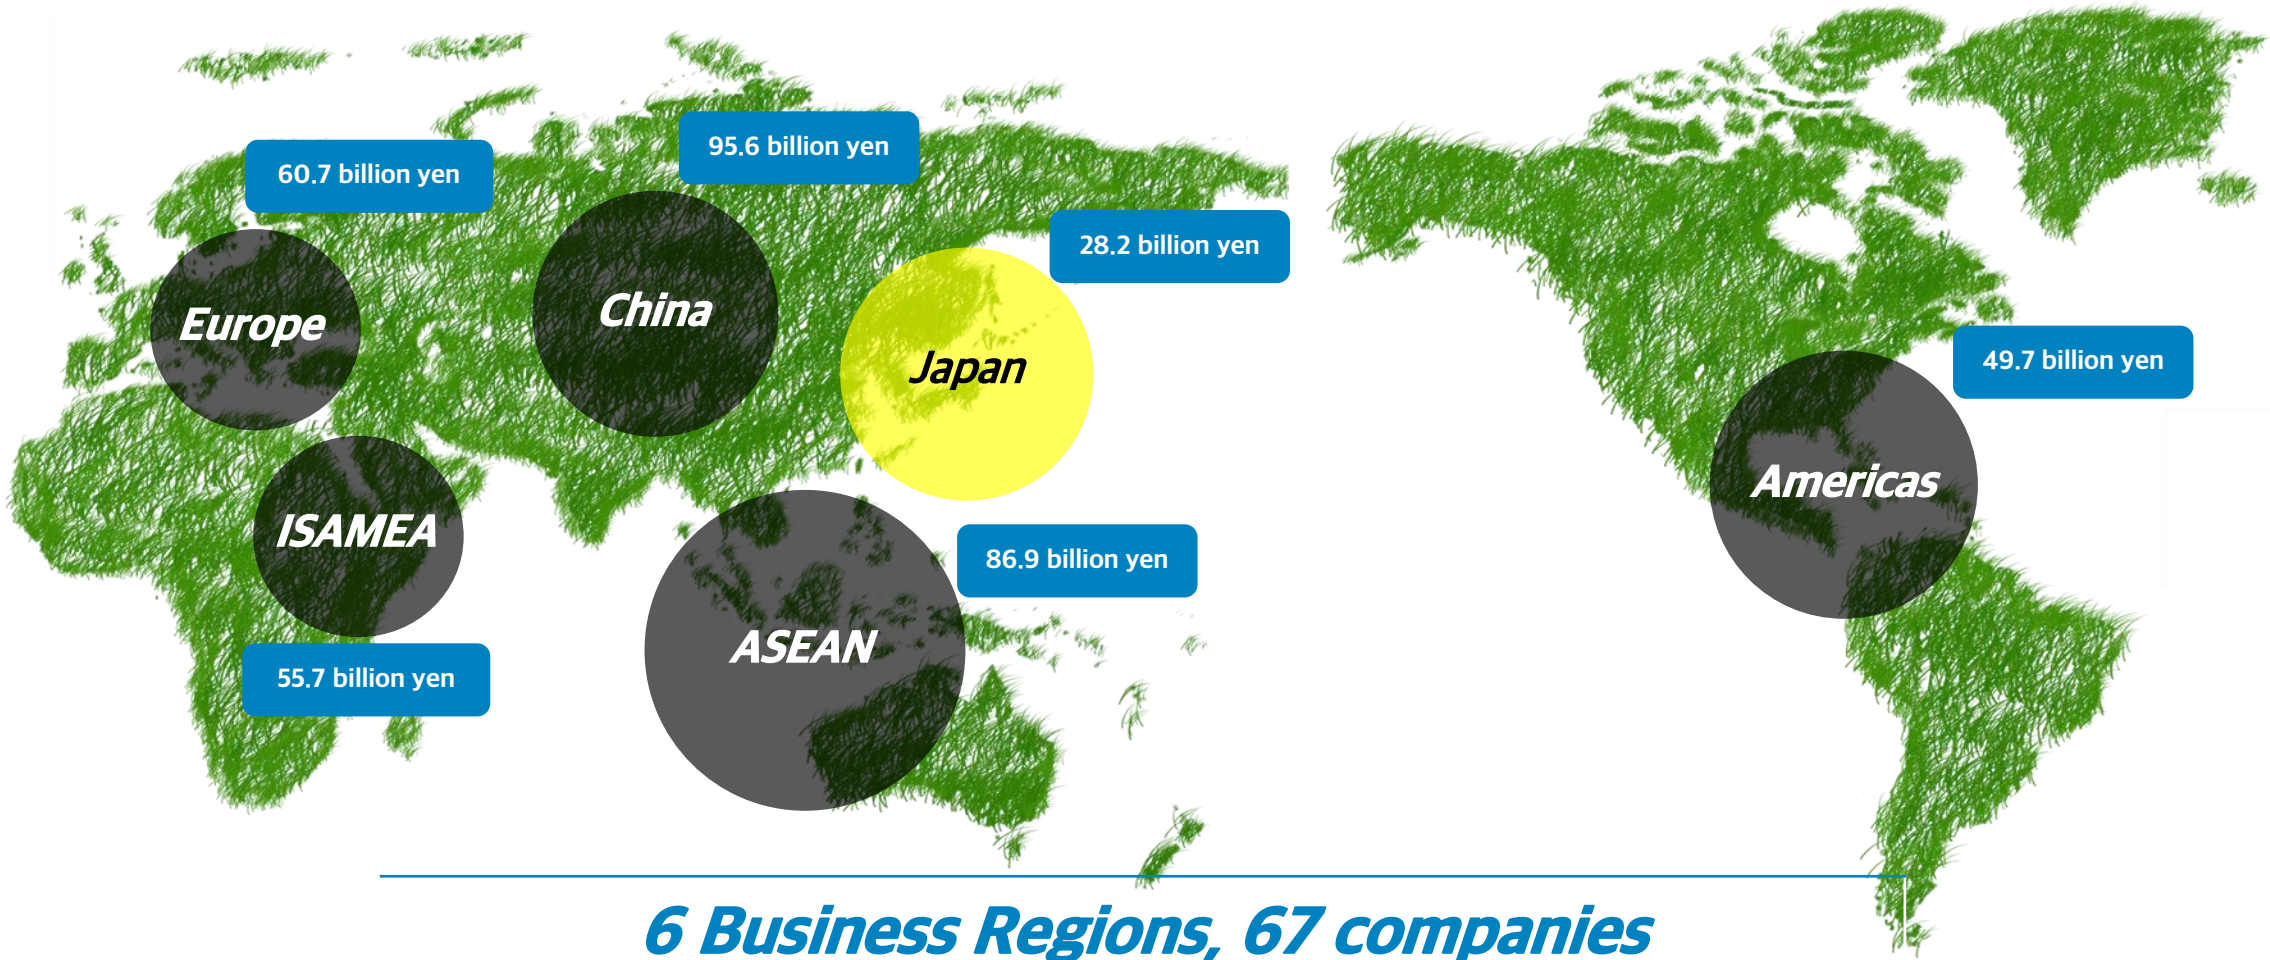 95.6 billion yen
60.7 billion yen
28.2 billion yen
China
Europe
Japan
49.7 billion yen
Americas
ISAMEA
86.9 billion yen
ASEAN
55.7 billion yen
6 Business Regions, 67 companies